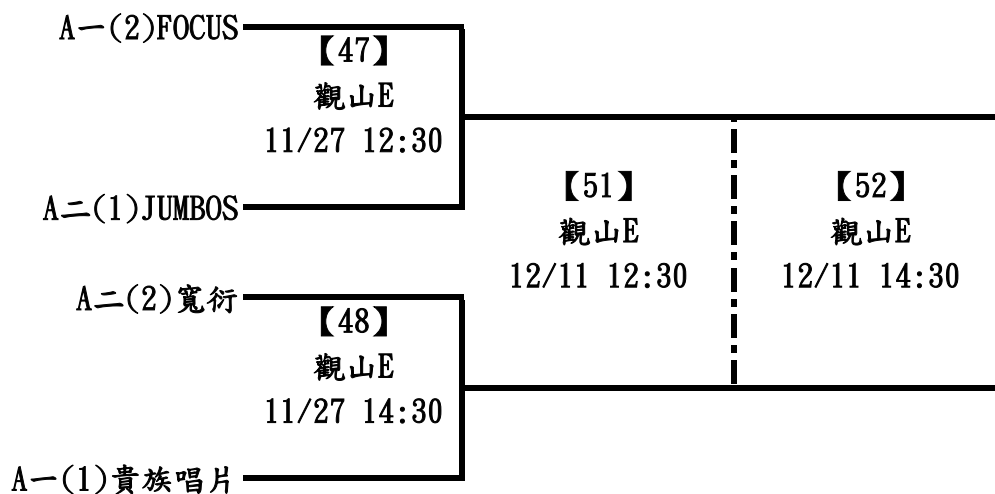 A一(2)FOCUS
【47】
觀山E
11/27 12:30
A二(1)JUMBOS
【51】
觀山E
12/11 12:30
【52】
觀山E
12/11 14:30
A二(2)寬衍
【48】
觀山E
11/27 14:30
A一(1)貴族唱片